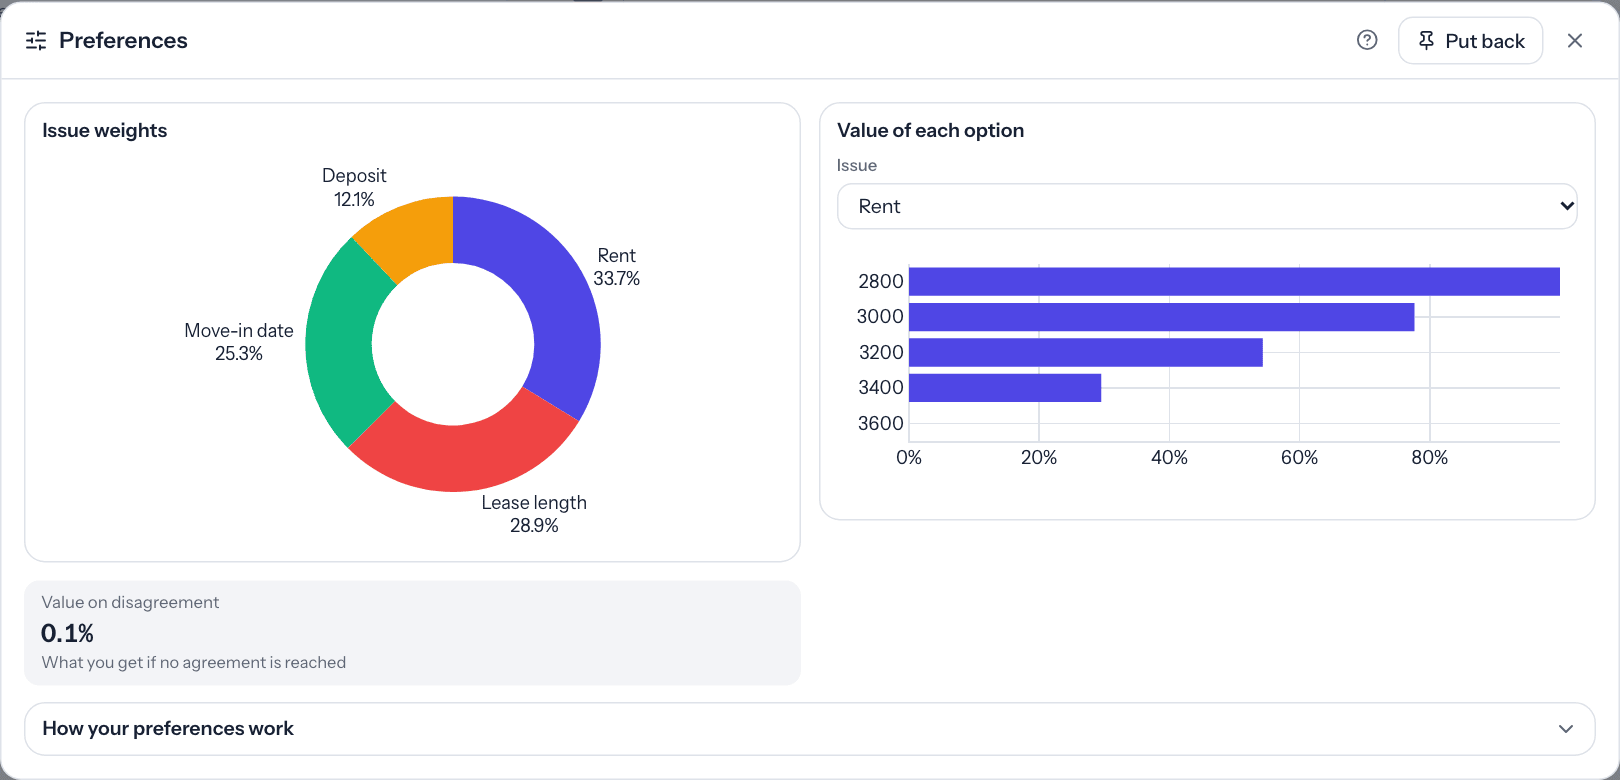 Preferences
Put back
Issue weights
Deposit
12.1%
Rent
33.7%
Move-in date
25.3%
Lease length
28.9%
Value of each option
Issue
Rent
2800
3000
3200
3400
3600
0% 20% 40% 60% 80%
Value on disagreement
0.1%
What you get if no agreement is reached
How your preferences work